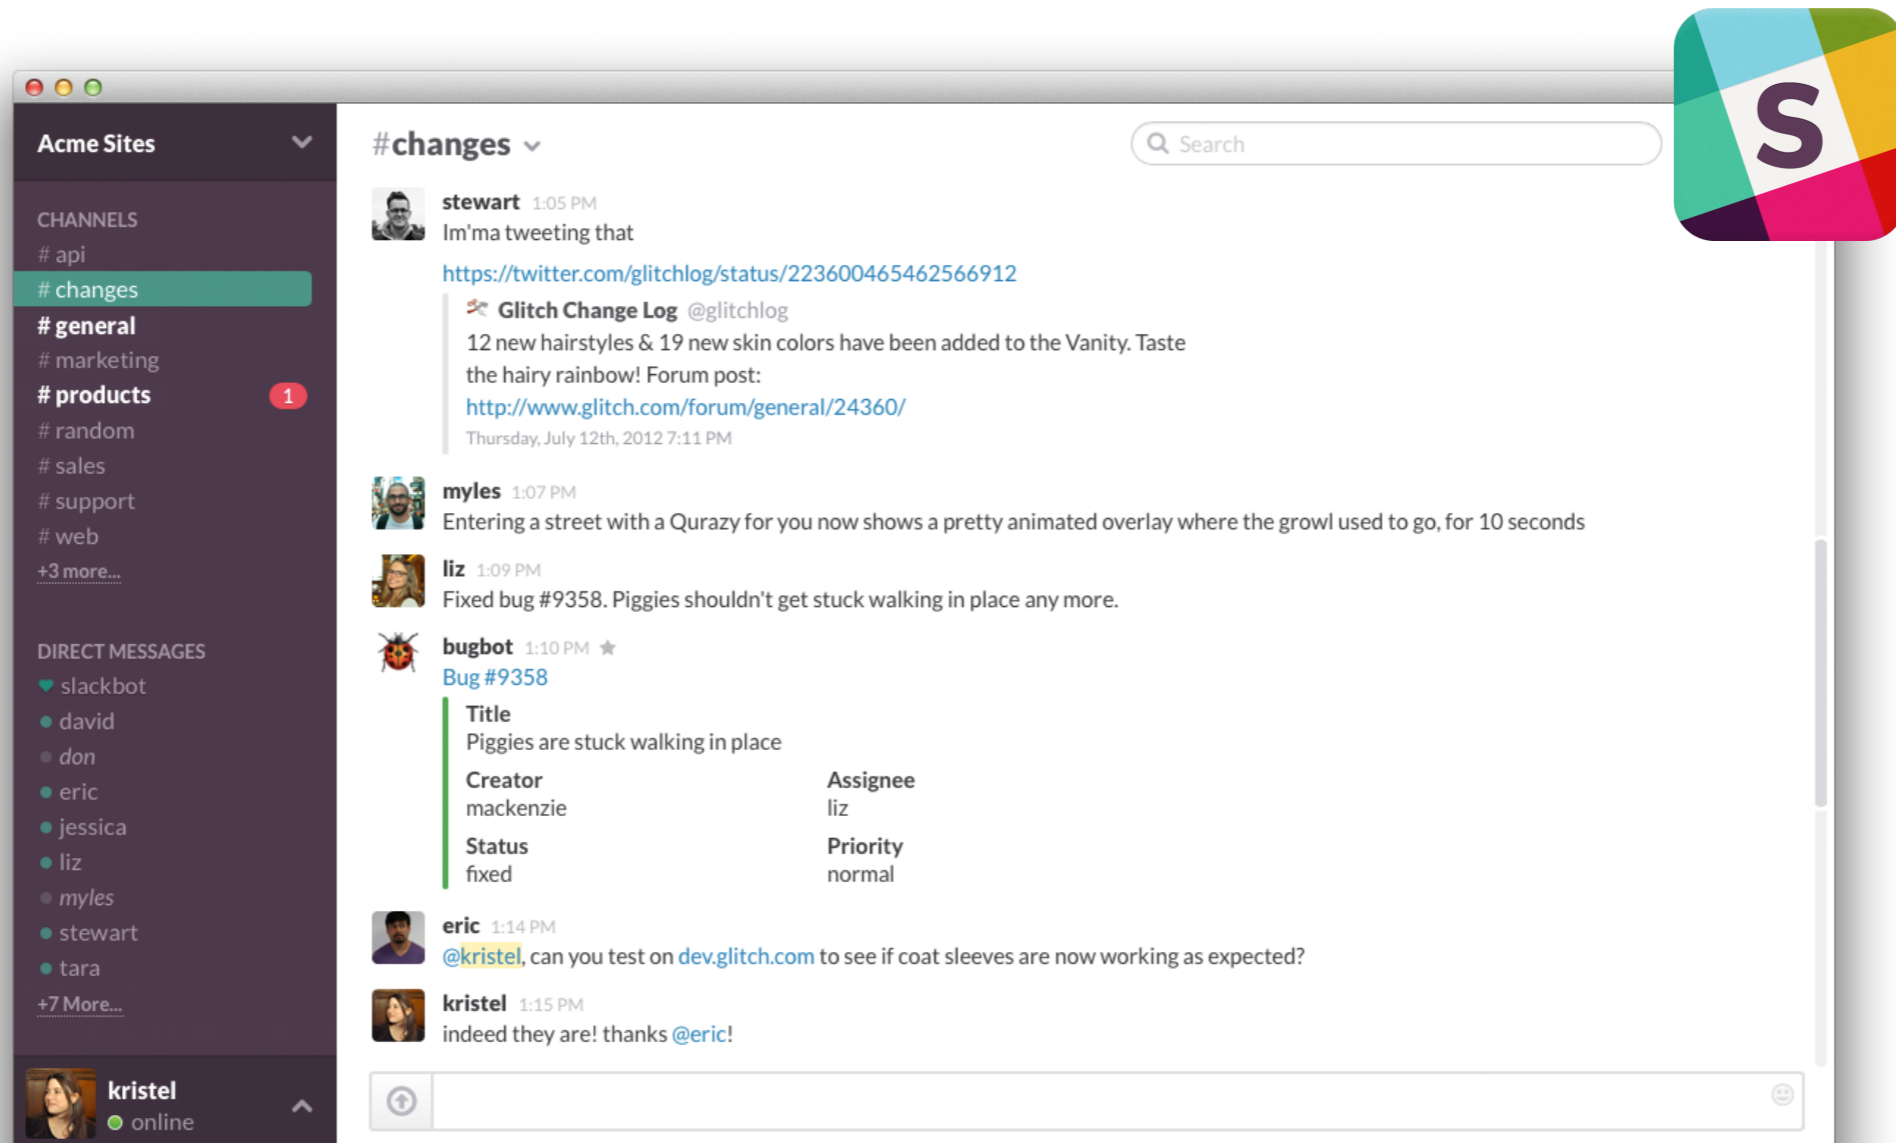 Acme Sites
CHANNELS
# api
# changes
# general
# marketing
# products 1
# random
# sales
# support
# web
+3 more...
DIRECT MESSAGES
slackbot
david
don
eric
jessica
liz
myles
stewart
tara
+7 More...
kristel
online
#changes
Search
S
stewart 1:05 PM
Im'ma tweeting that
https://twitter.com/glitchlog/status/223600465462566912
Glitch Change Log @glitchlog
12 new hairstyles & 19 new skin colors have been added to the Vanity. Taste
the hairy rainbow! Forum post:
http://www.glitch.com/forum/general/24360/
Thursday, July 12th, 2012 7:11 PM
myles 1:07 PM
Entering a street with a Qurazy for you now shows a pretty animated overlay where the growl used to go, for 10 seconds
liz 1:09 PM
Fixed bug #9358. Piggies shouldn't get stuck walking in place any more.
bugbot 1:10 PM
Bug #9358
Title
Piggies are stuck walking in place
Creator Assignee
mackenzie liz
Status Priority
fixed normal
eric 1:14 PM
@kristel, can you test on dev.glitch.com to see if coat sleeves are now working as expected?
kristel 1:15 PM
indeed they are! thanks @eric!